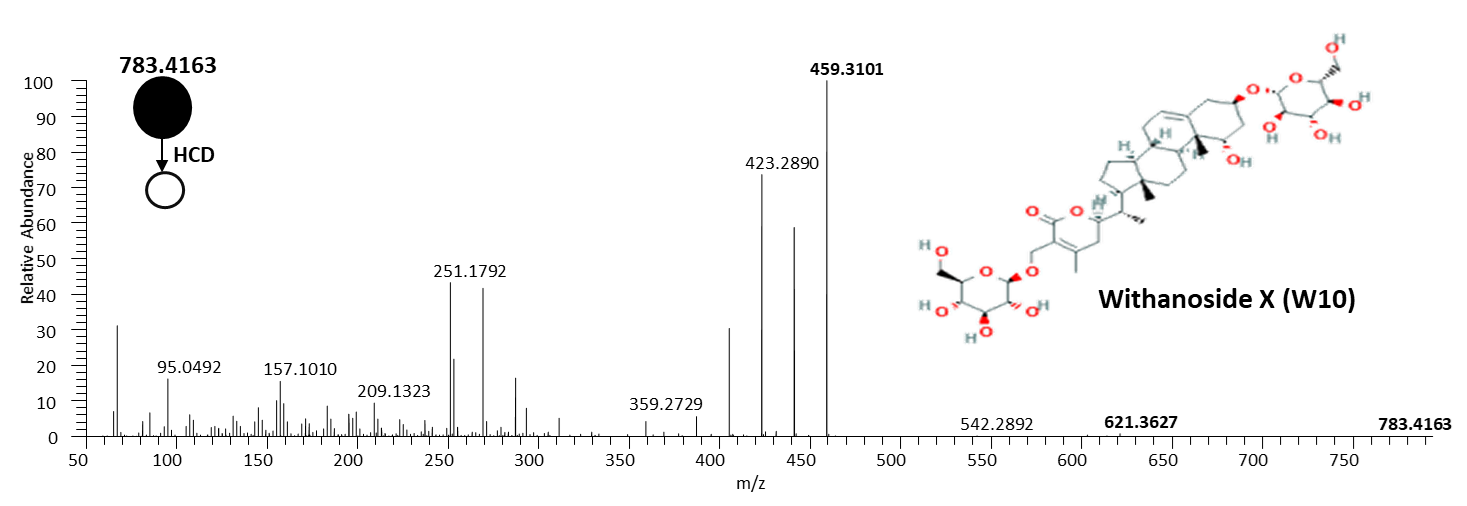 783.4163
HCD
Relative Abundance
100
90
80
70
60
50
40
30
20
10
0
459.3101
423.2890
251.1792
95.0492
157.1010
209.1323
359.2729
542.2892
621.3627
783.4163
50 100 150 200 250 300 350 400 450 500 550 600 650 700 750
m/z
H
O
O
O
O
H
O
H
O
H
O
H
O
H
H
H
H
H
H
H
O
O
O
O
H
O
O
H
O
H
O
H
O
H
Withanoside X (W10)